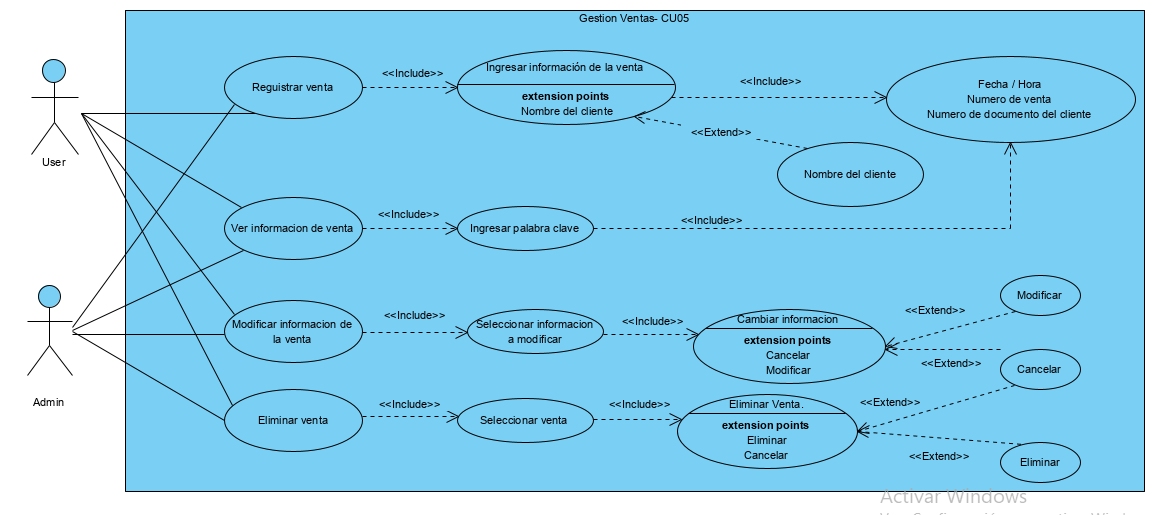 Gestion Ventas- CU05
User
Admin
Reguistrar venta
<<Include>>
Ingresar información de la venta
extension points
Nombre del cliente
<<Include>>
Fecha / Hora
Numero de venta
Numero de documento del cliente
<<Extend>>
Nombre del cliente
Ver informacion de venta
<<Include>>
Ingresar palabra clave
<<Include>>
Modificar informacion de
la venta
<<Include>>
Seleccionar informacion
a modificar
<<Include>>
Cambiar informacion
extension points
Cancelar
Modificar
<<Extend>>
Modificar
<<Extend>>
Cancelar
Eliminar venta
<<Include>>
Seleccionar venta
<<Include>>
Eliminar Venta.
extension points
Eliminar
Cancelar
<<Extend>>
<<Extend>>
Eliminar
Activar Windows